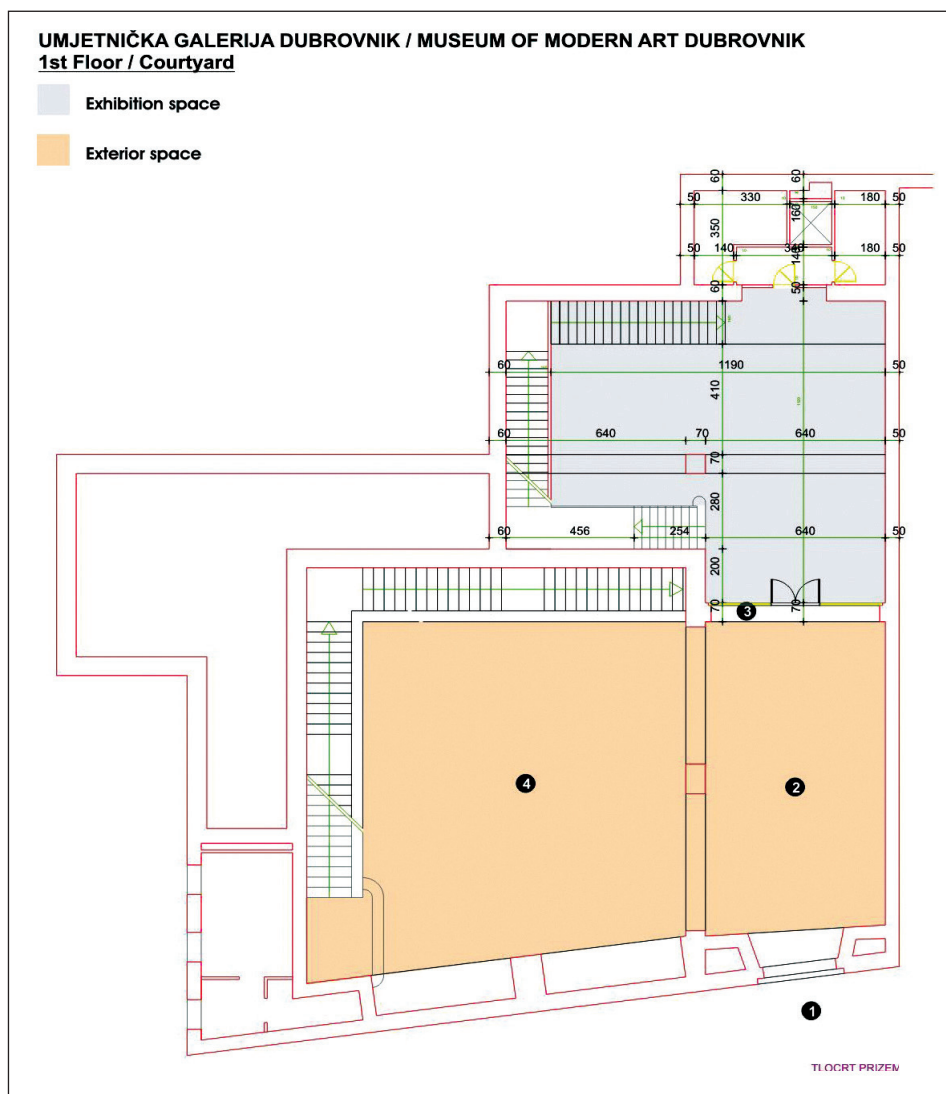 UMJETNIČKA GALERIJA DUBROVNIK / MUSEUM OF MODERN ART DUBROVNIK
1st Floor / Courtyard
Exhibition space
Exterior space
60 60
50 330 160 180 50
350
50 140 180 50
140
60 50
60 1190 50
410
60 640 70 640 50
70
280
60 456 254 640 50
200
70 70
3
4 2
1
TLOCRT PRIZEM